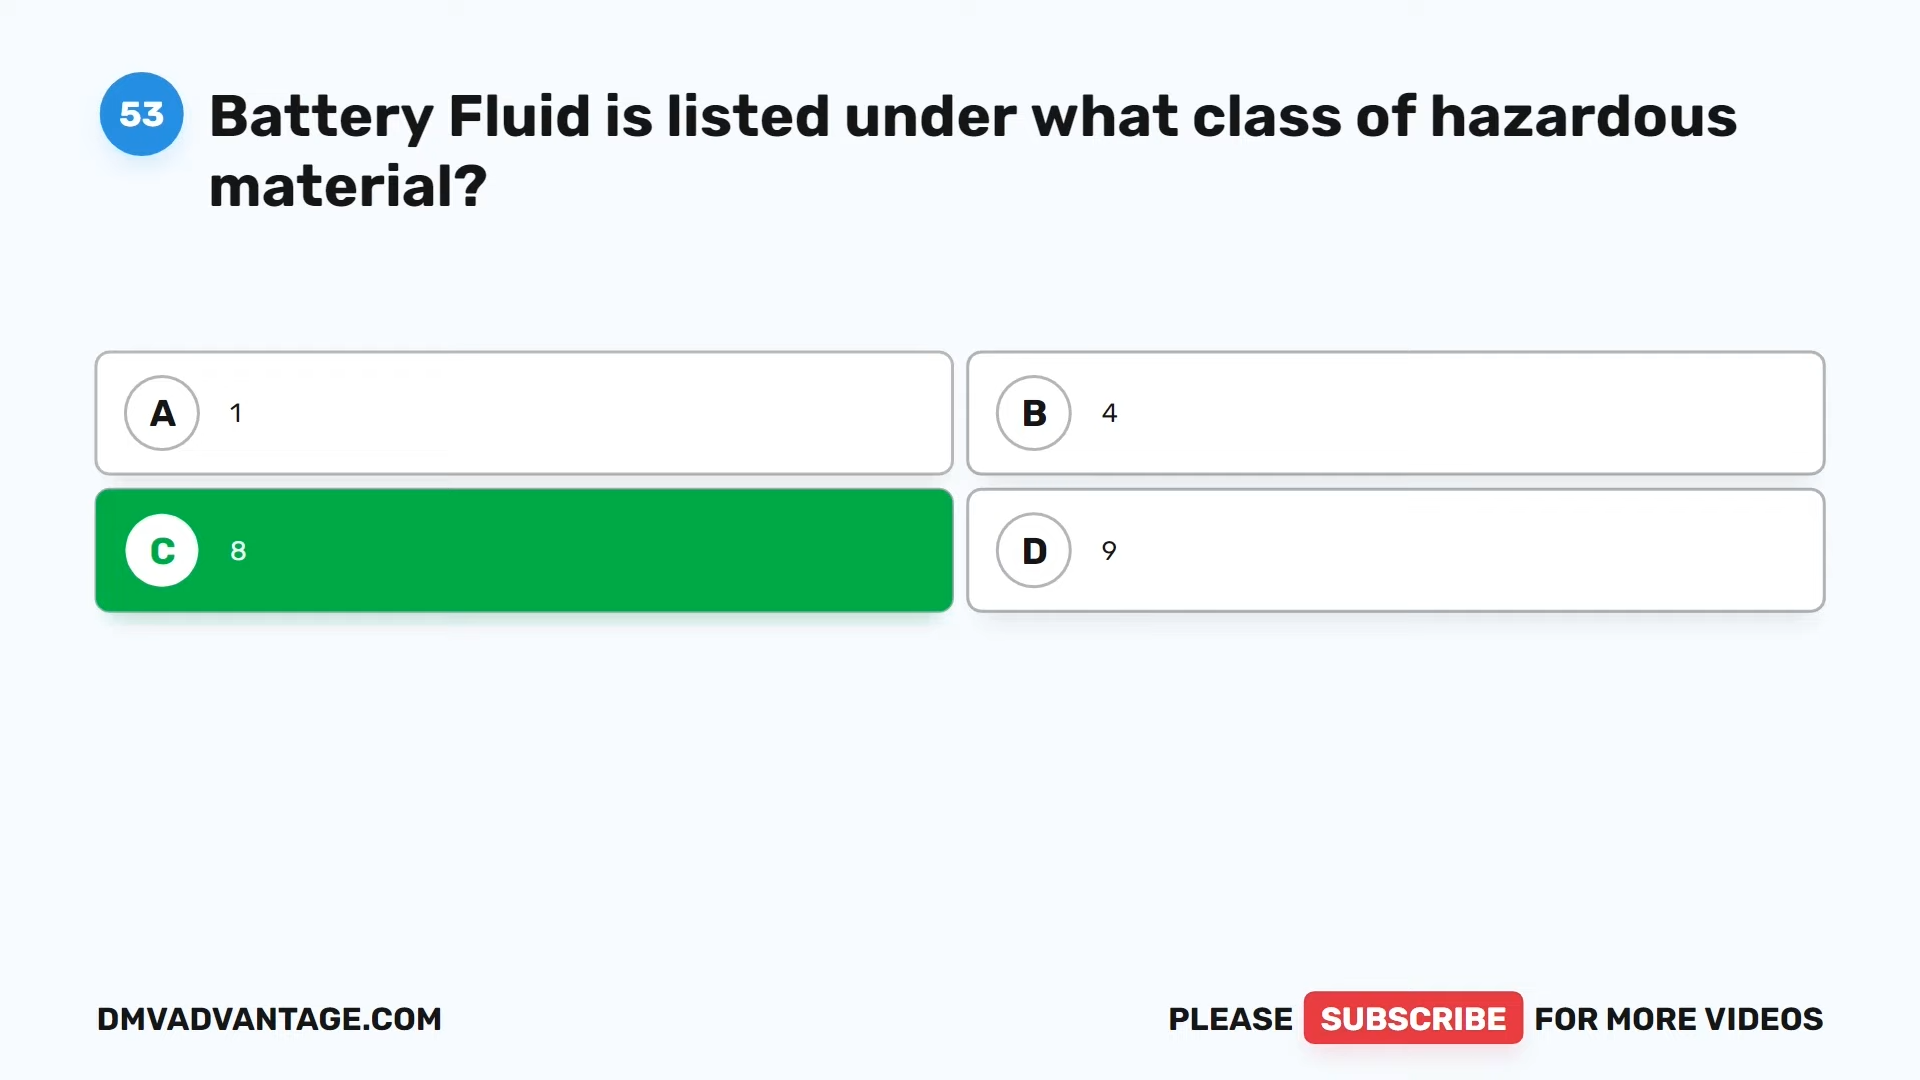 53
Battery Fluid is listed under what class of hazardous
material?
A 1
B 4
C 8
D 9
DMVADVANTAGE.COM
PLEASE SUBSCRIBE FOR MORE VIDEOS